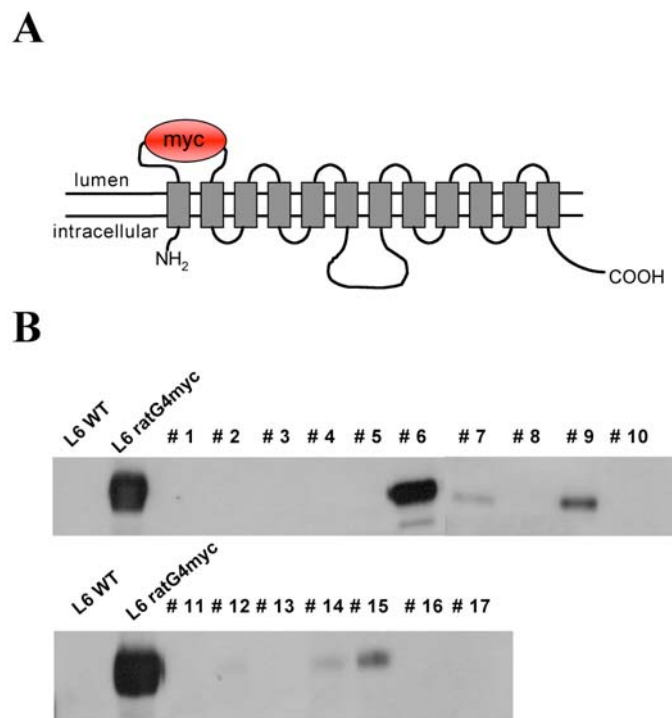 A
myc
lumen
intracellular
NH2
COOH
B
L6 WT L6 ratG4myc # 1 # 2 # 3 # 4 # 5 # 6 # 7 # 8 # 9 # 10
L6 WT L6 ratG4myc # 11 # 12 # 13 # 14 # 15 # 16 # 17